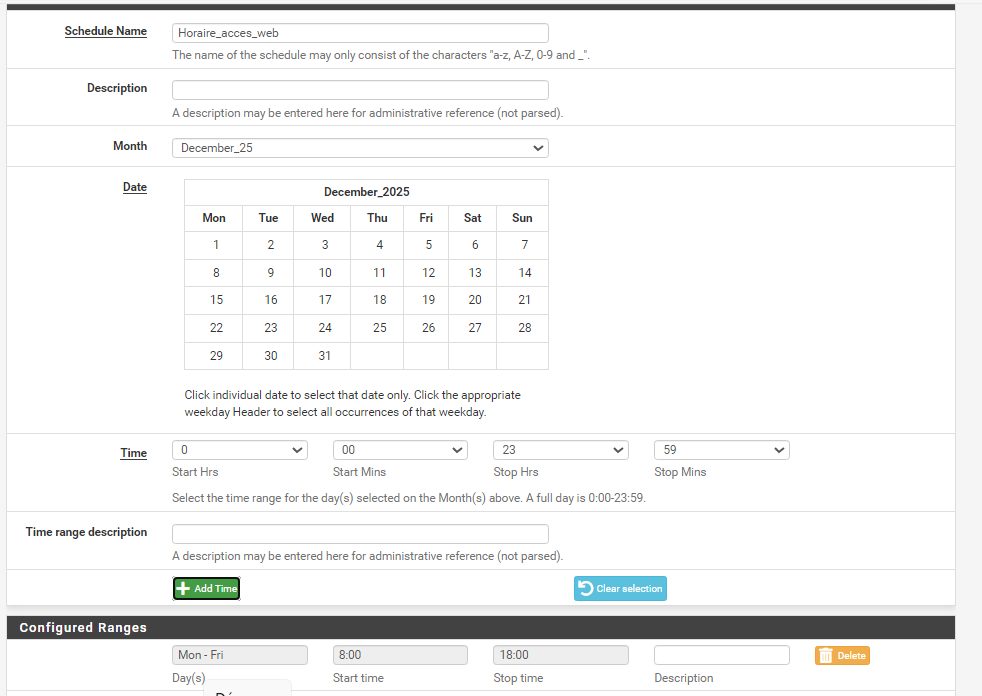 Schedule Name
Horaire_acces_web
The name of the schedule may only consist of the characters "a-z, A-Z, 0-9 and _".
Description
A description may be entered here for administrative reference (not parsed).
Month
December_25
Date
December_2025
Mon Tue Wed Thu Fri Sat Sun
1 2 3 4 5 6 7
8 9 10 11 12 13 14
15 16 17 18 19 20 21
22 23 24 25 26 27 28
29 30 31
Click individual date to select that date only. Click the appropriate
weekday Header to select all occurrences of that weekday.
Time
0 00 23 59
Start Hrs Start Mins Stop Hrs Stop Mins
Select the time range for the day(s) selected on the Month(s) above. A full day is 0:00-23:59.
Time range description
A description may be entered here for administrative reference (not parsed).
Add Time Clear selection
Configured Ranges
Mon - Fri 8:00 18:00 Delete
Day(s) Start time Stop time Description